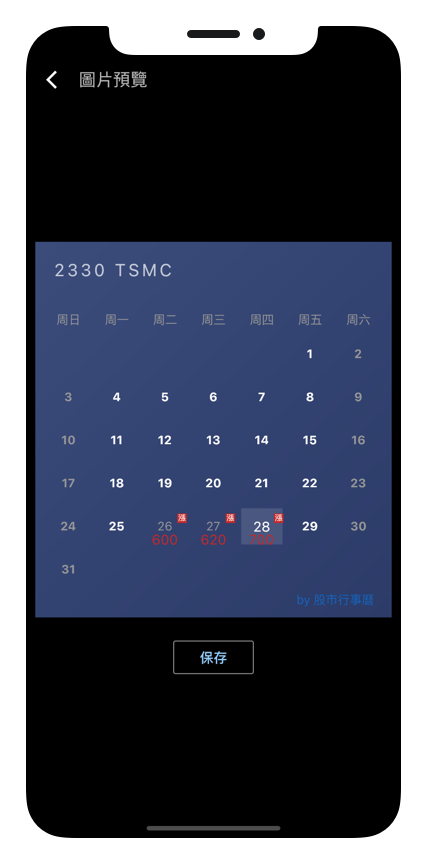 圖片預覽
2330 TSMC
周日 周一 周二 周三 周四 周五 周六
1 2
3 4 5 6 7 8 9
10 11 12 13 14 15 16
17 18 19 20 21 22 23
24 25 26 漲 27 漲 28 漲 29 30
600 620 700
31
by 股市行事曆
保存